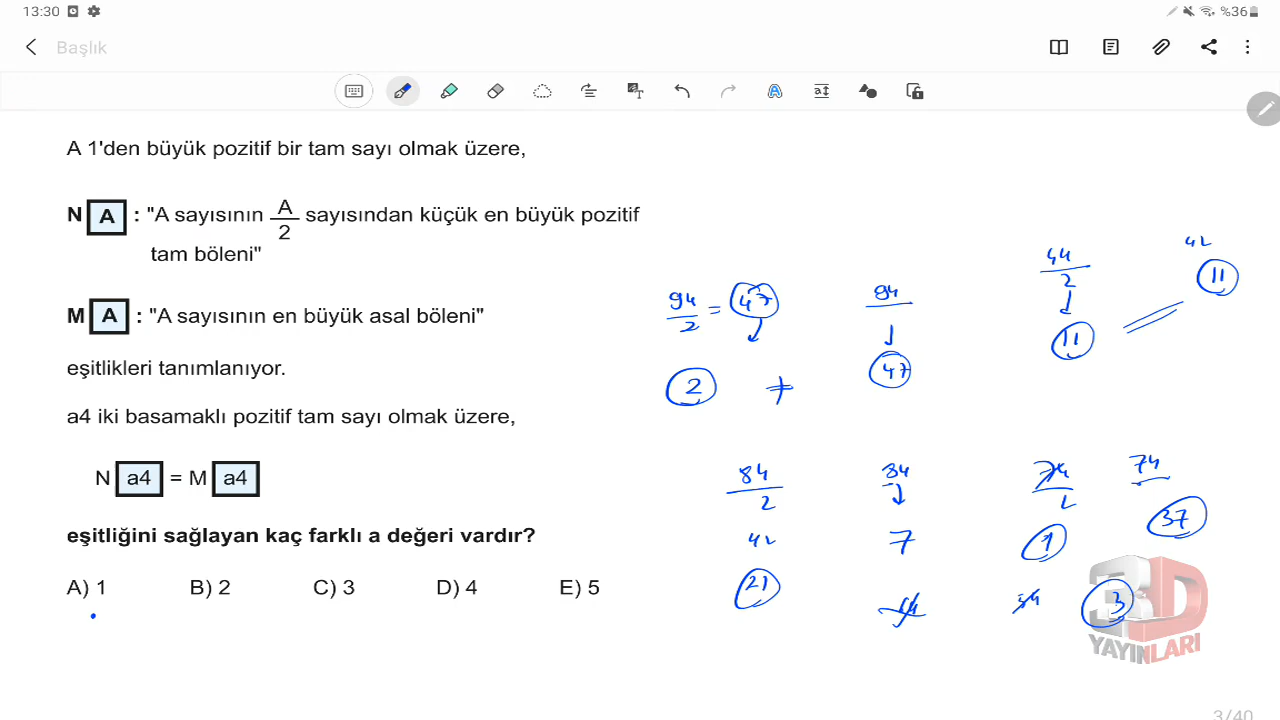 13:30 %36
Başlık
A 1'den büyük pozitif bir tam sayı olmak üzere,
N A : "A sayısının A/2 sayısından küçük en büyük pozitif
tam böleni"
M A : "A sayısının en büyük asal böleni"
eşitlikleri tanımlanıyor.
a4 iki basamaklı pozitif tam sayı olmak üzere,
N a4 = M a4
eşitliğini sağlayan kaç farklı a değeri vardır?
A) 1 B) 2 C) 3 D) 4 E) 5
94/2 = 47
2
94
47
44/2
11
11
84/2
21
7
74
37
3
3D
YAYINLARI
3/40